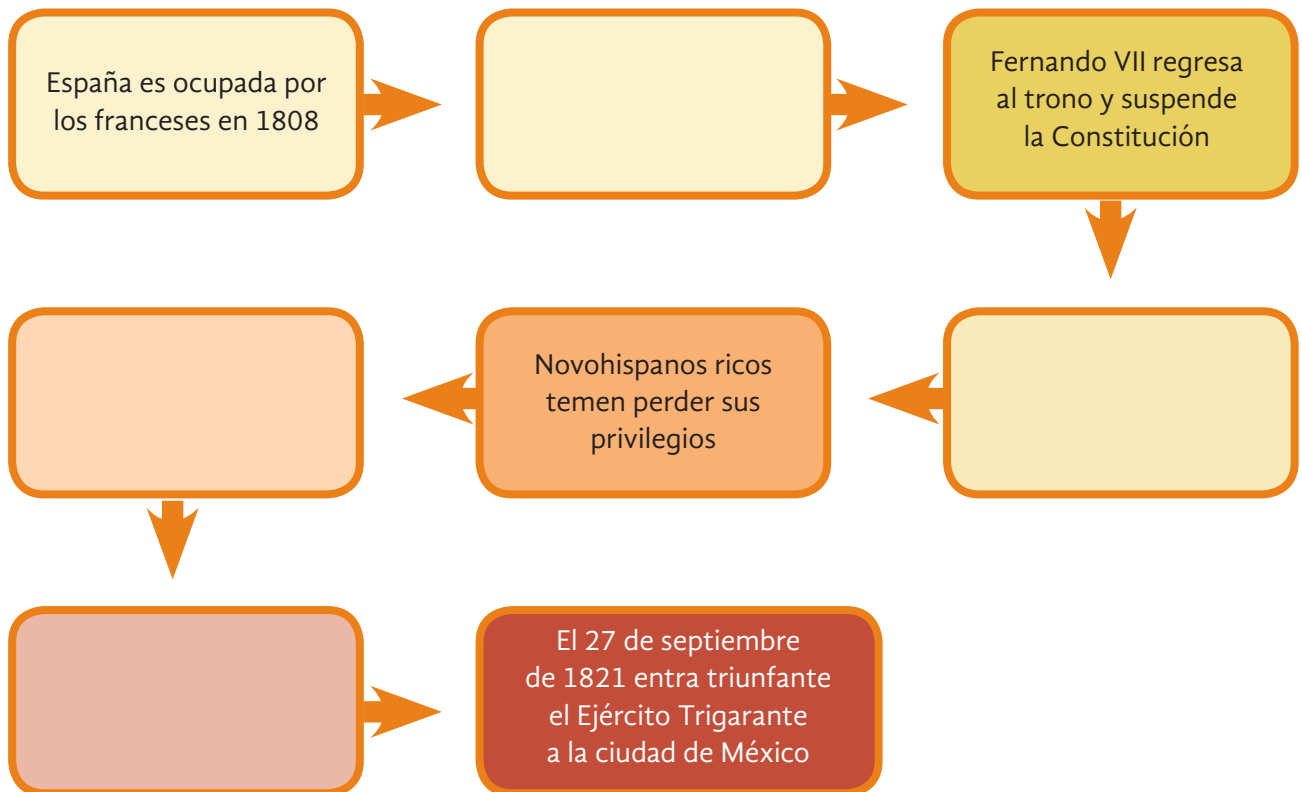 España es ocupada por
los franceses en 1808
Fernando VII regresa
al trono y suspende
la Constitución
Novohispanos ricos
temen perder sus
privilegios
El 27 de septiembre
de 1821 entra triunfante
el Ejército Trigarante
a la ciudad de México